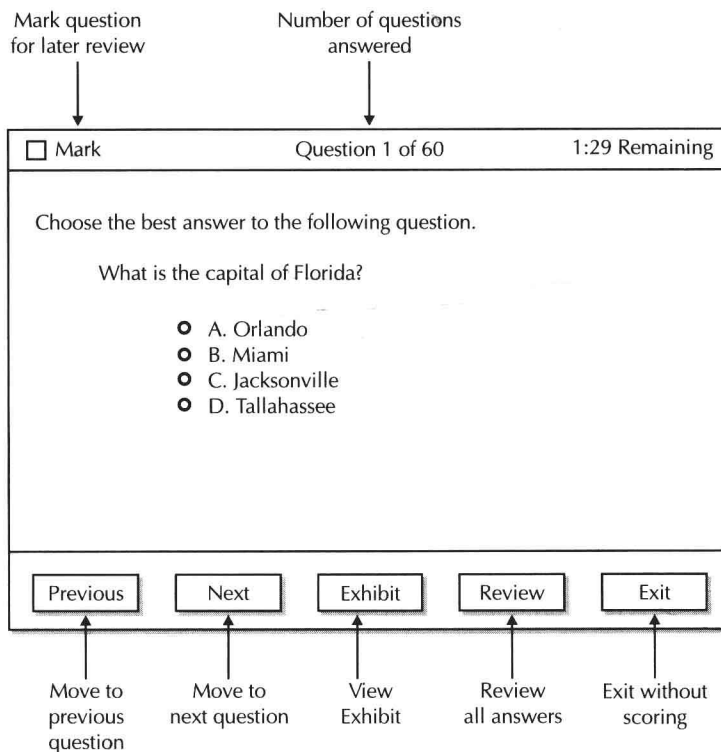 Mark question
for later review
Number of questions
answered
Mark
Question 1 of 60
1:29 Remaining
Choose the best answer to the following question.
What is the capital of Florida?
A. Orlando
B. Miami
C. Jacksonville
D. Tallahassee
Previous
Next
Exhibit
Review
Exit
Move to
previous
question
Move to
next question
View
Exhibit
Review
all answers
Exit without
scoring